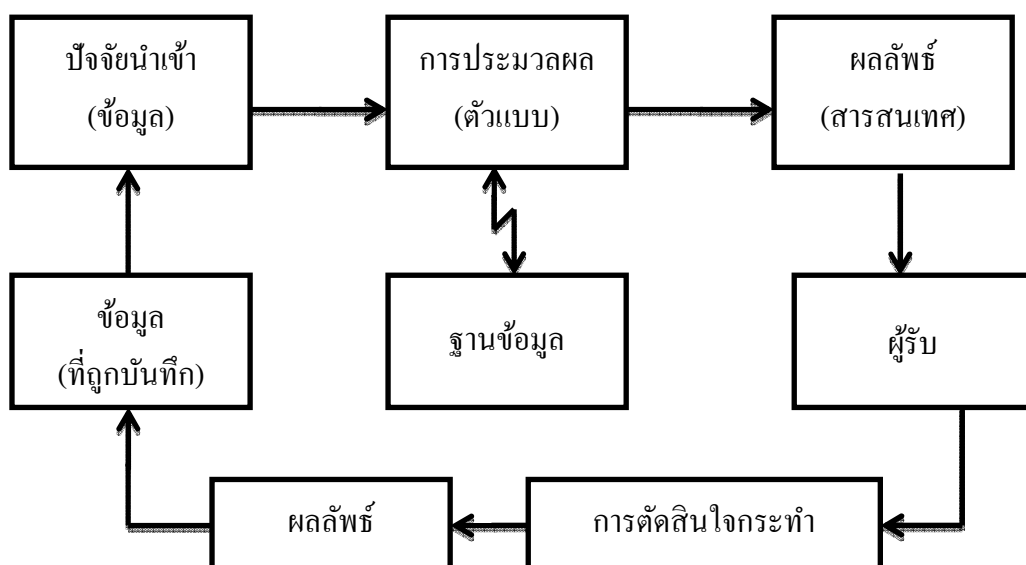 ปัจจัยนำเข้า
(ข้อมูล)
การประมวลผล
(ตัวแบบ)
ผลลัพธ์
(สารสนเทศ)
ข้อมูล
(ที่ถูกบันทึก)
ฐานข้อมูล
ผู้รับ
ผลลัพธ์
การตัดสินใจกระทำ